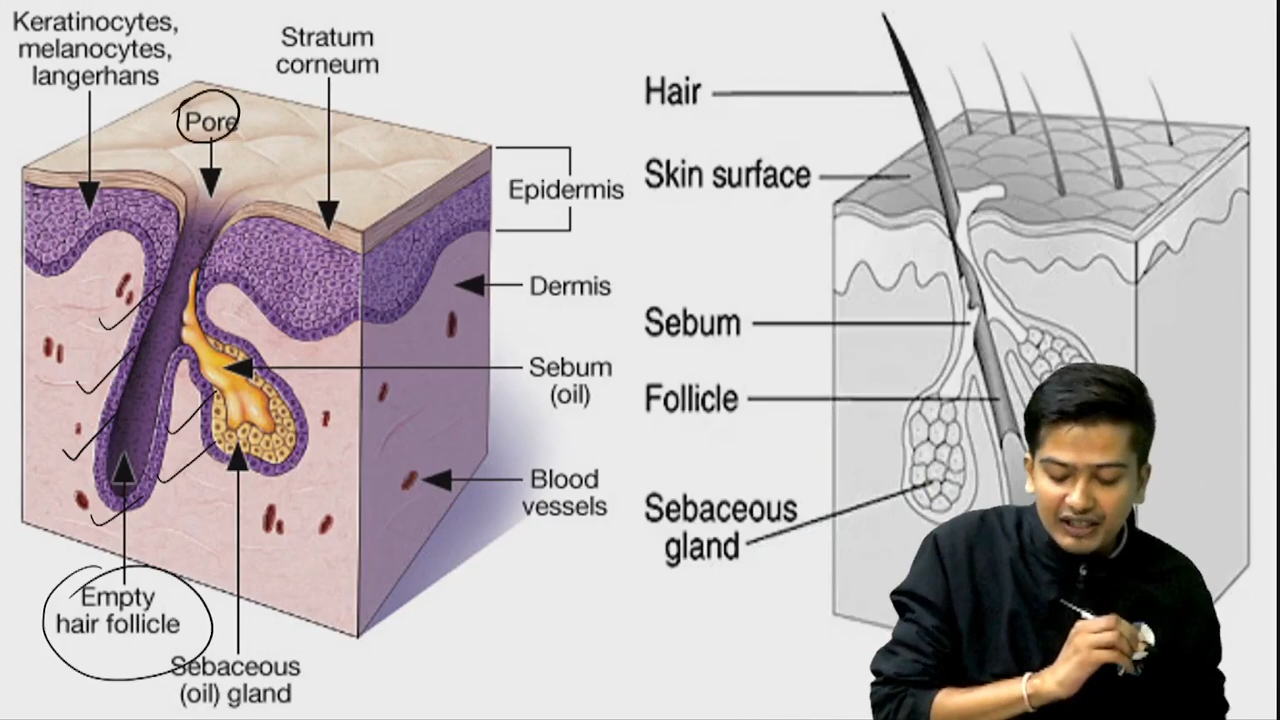 Keratinocytes,
melanocytes,
langerhans
Stratum
corneum
Pore
Epidermis
Dermis
Sebum
(oil)
Blood
vessels
Empty
hair follicle
Sebaceous
(oil) gland
Hair
Skin surface
Sebum
Follicle
Sebaceous
gland